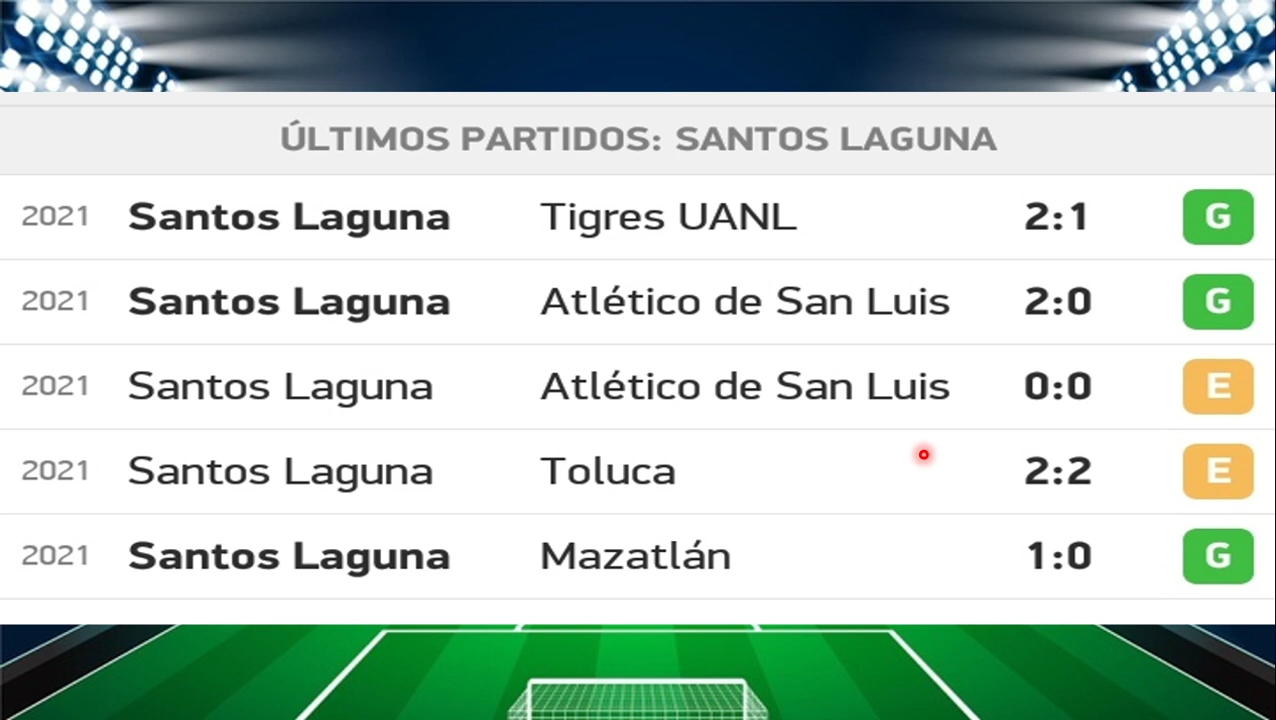 ÚLTIMOS PARTIDOS: SANTOS LAGUNA
2021 Santos Laguna Tigres UANL 2:1 G
2021 Santos Laguna Atlético de San Luis 2:0 G
2021 Santos Laguna Atlético de San Luis 0:0 E
2021 Santos Laguna Toluca 2:2 E
2021 Santos Laguna Mazatlán 1:0 G